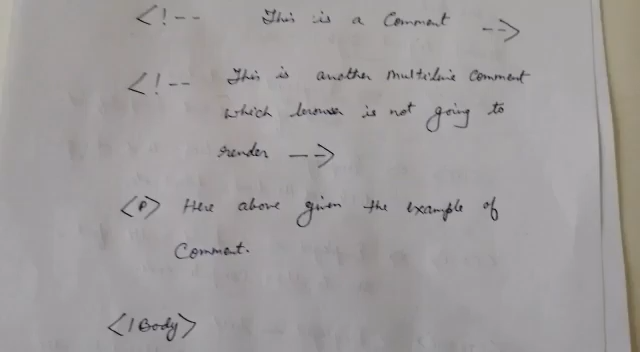 <!-- This is a Comment -->
<!-- This is another multiline Comment
which browser is not going to
render -->
<P> Here above given the example of
Comment.
</Body>